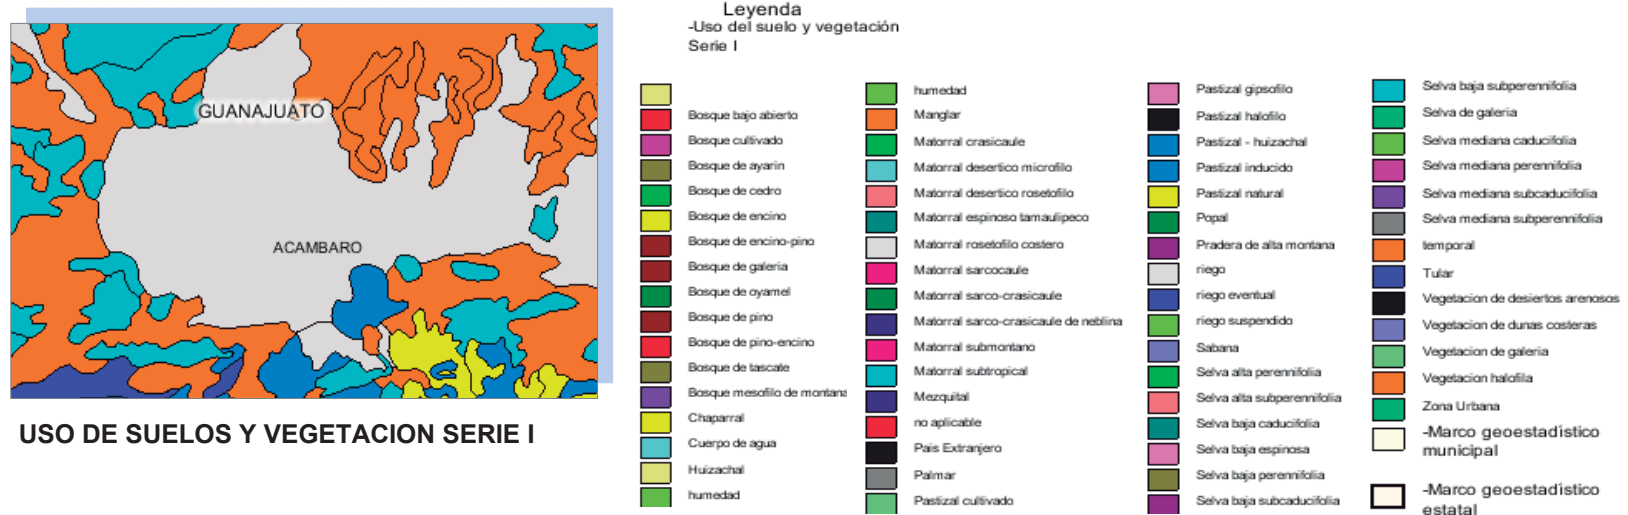 Leyenda
-Uso del suelo y vegetación
Serie I
GUANAJUATO
ACAMBARO
USO DE SUELOS Y VEGETACION SERIE I
Bosque bajo abierto
Bosque cultivado
Bosque de ayarin
Bosque de cedro
Bosque de encino
Bosque de encino-pino
Bosque de galeria
Bosque de oyamel
Bosque de pino
Bosque de pino-encino
Bosque de tascate
Bosque mesofilo de montana
Chaparral
Cuerpo de agua
Huizachal
humedad
humedad
Manglar
Matorral crasicaule
Matorral desertico microfilo
Matorral desertico rosetofilo
Matorral espinoso tamaulipeco
Matorral rosetofilo costero
Matorral sarcocaule
Matorral sarco-crasicaule
Matorral sarco-crasicaule de neblina
Matorral submontano
Matorral subtropical
Mezquital
no aplicable
Pais Extranjero
Palmar
Pastizal cultivado
Pastizal gipsofilo
Pastizal halofilo
Pastizal - huizachal
Pastizal inducido
Pastizal natural
Popal
Pradera de alta montana
riego
riego eventual
riego suspendido
Sabana
Selva alta perennifolia
Selva alta subperennifolia
Selva baja caducifolia
Selva baja espinosa
Selva baja perennifolia
Selva baja subcaducifolia
Selva baja subperennifolia
Selva de galeria
Selva mediana caducifolia
Selva mediana perennifolia
Selva mediana subcaducifolia
Selva mediana subperennifolia
temporal
Tular
Vegetacion de desiertos arenosos
Vegetacion de dunas costeras
Vegetacion de galeria
Vegetacion halofila
Zona Urbana
-Marco geoestadístico
municipal
-Marco geoestadístico
estatal